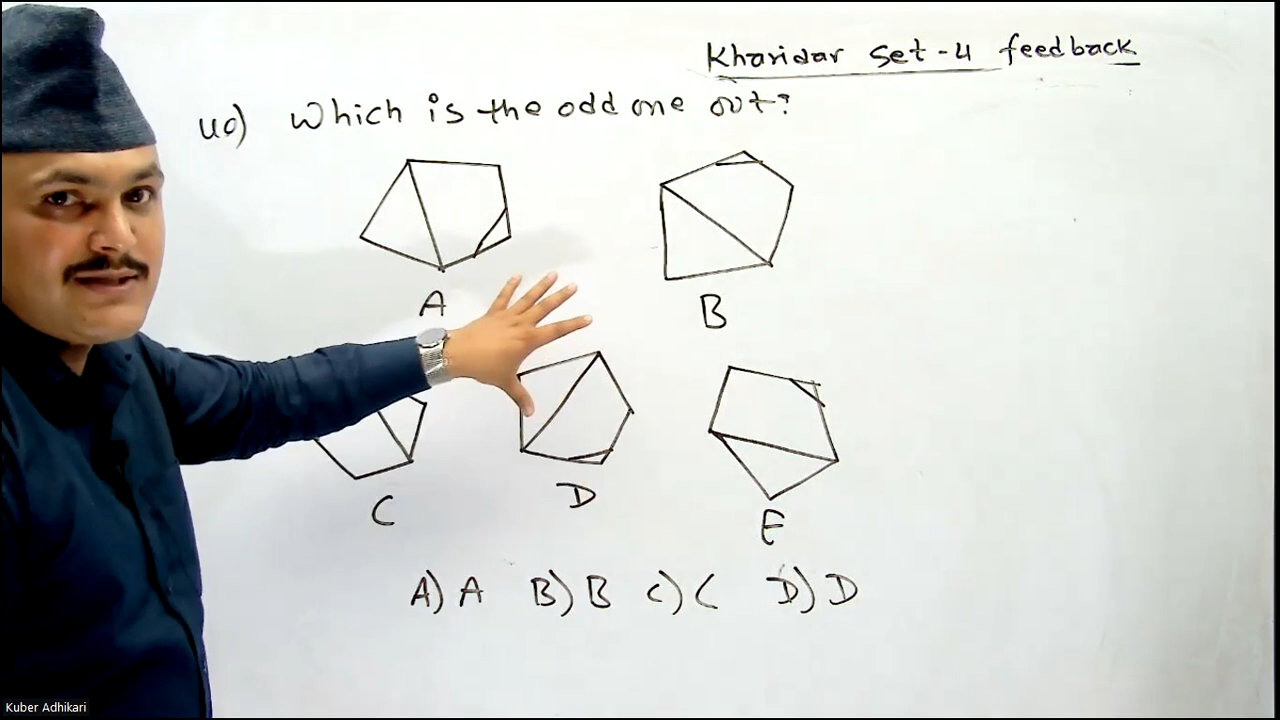 Kharidar set-4 feedback
40) Which is the odd one out?
A B
C D E
A) A B) B C) C D) D
Kuber Adhikari